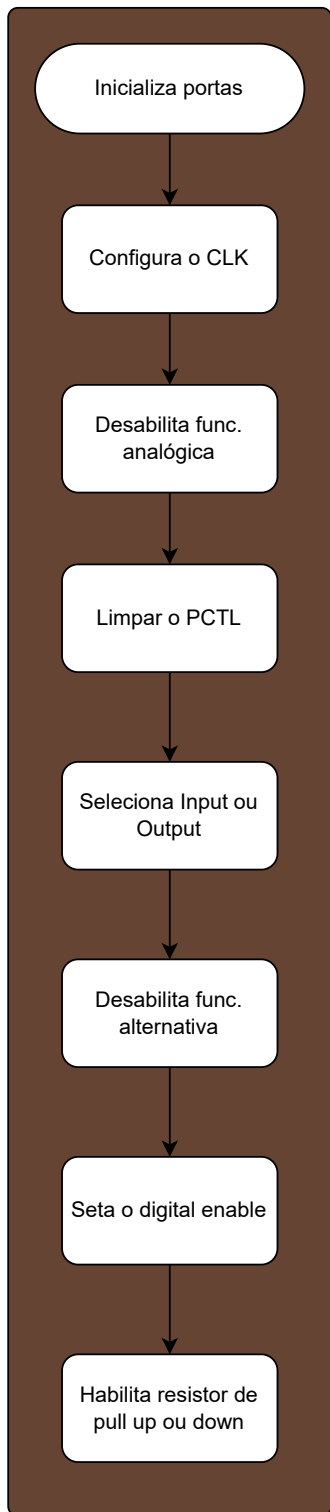 Inicializa portas
Configura o CLK
Desabilita func.
analógica
Limpar o PCTL
Seleciona Input ou
Output
Desabilita func.
alternativa
Seta o digital enable
Habilita resistor de
pull up ou down